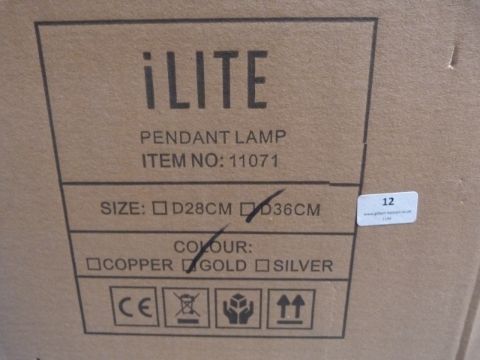 iLITE
PENDANT LAMP
ITEM NO: 11071
SIZE: ☐ D28CM ☑ D36CM
COLOUR:
☐ COPPER ☑ GOLD ☐ SILVER
CE
12